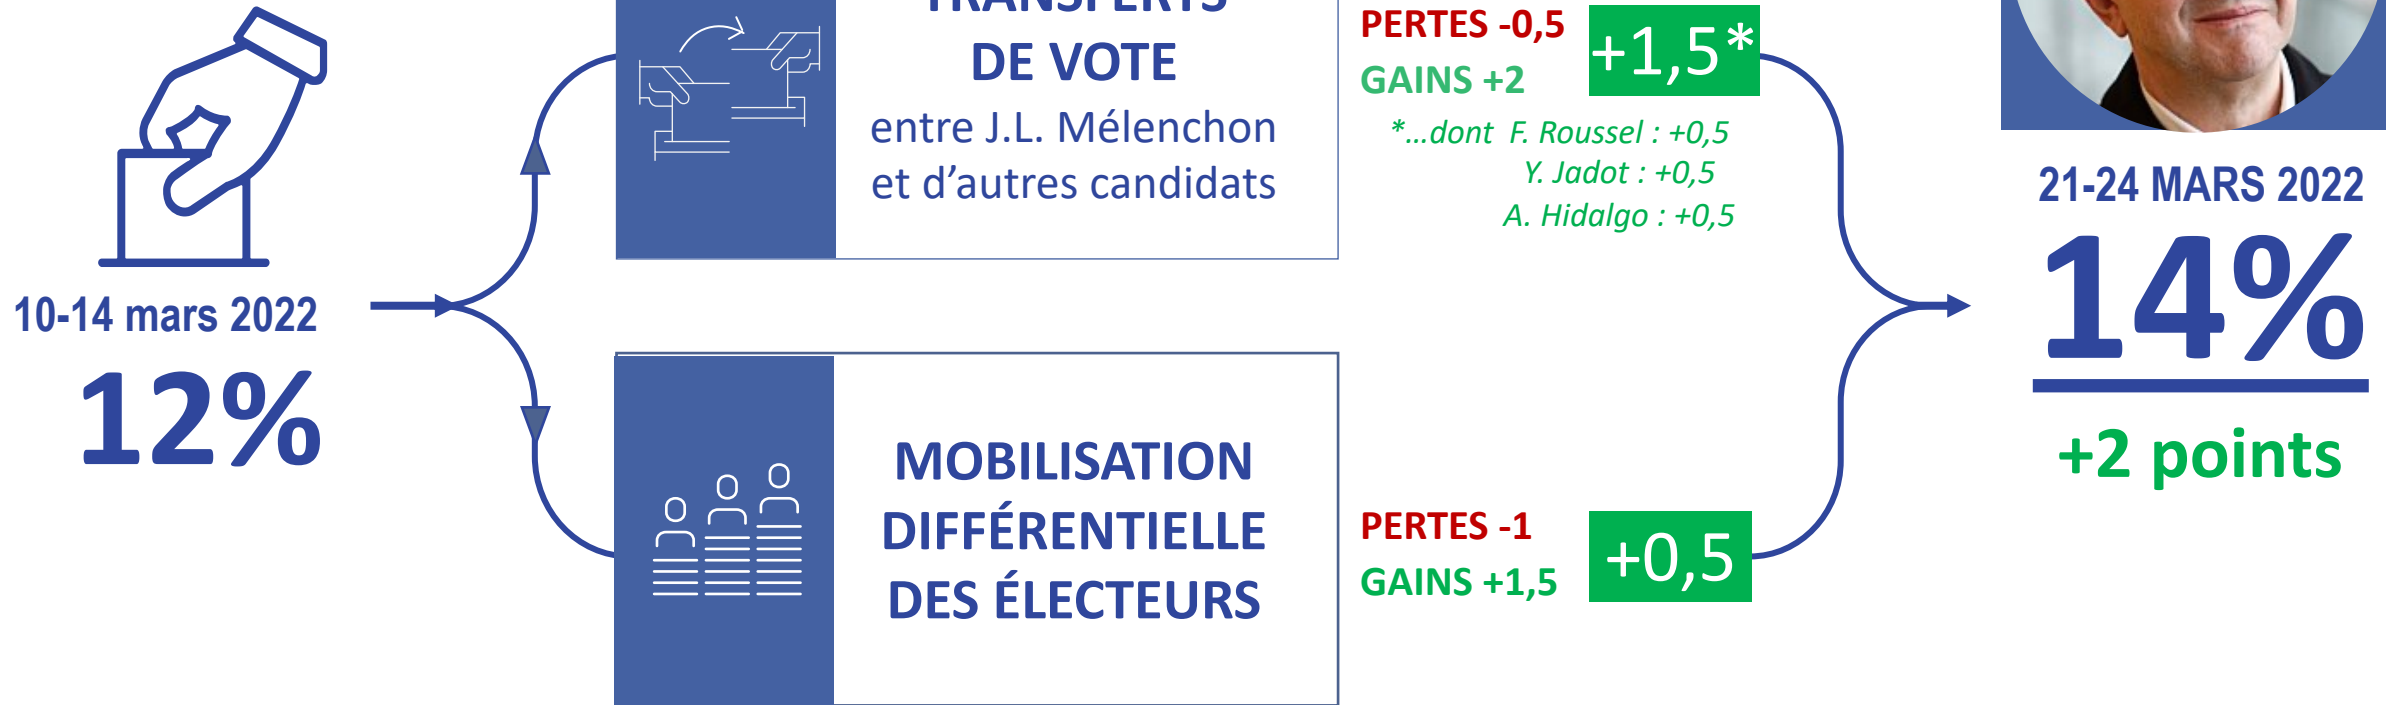 10-14 mars 2022
12%
TRANSFERTS
DE VOTE
entre J.L. Mélenchon
et d'autres candidats
PERTES -0,5
GAINS +2
+1,5*
*...dont F. Roussel : +0,5
Y. Jadot : +0,5
A. Hidalgo : +0,5
MOBILISATION
DIFFÉRENTIELLE
DES ÉLECTEURS
PERTES -1
GAINS +1,5
+0,5
21-24 MARS 2022
14%
+2 points